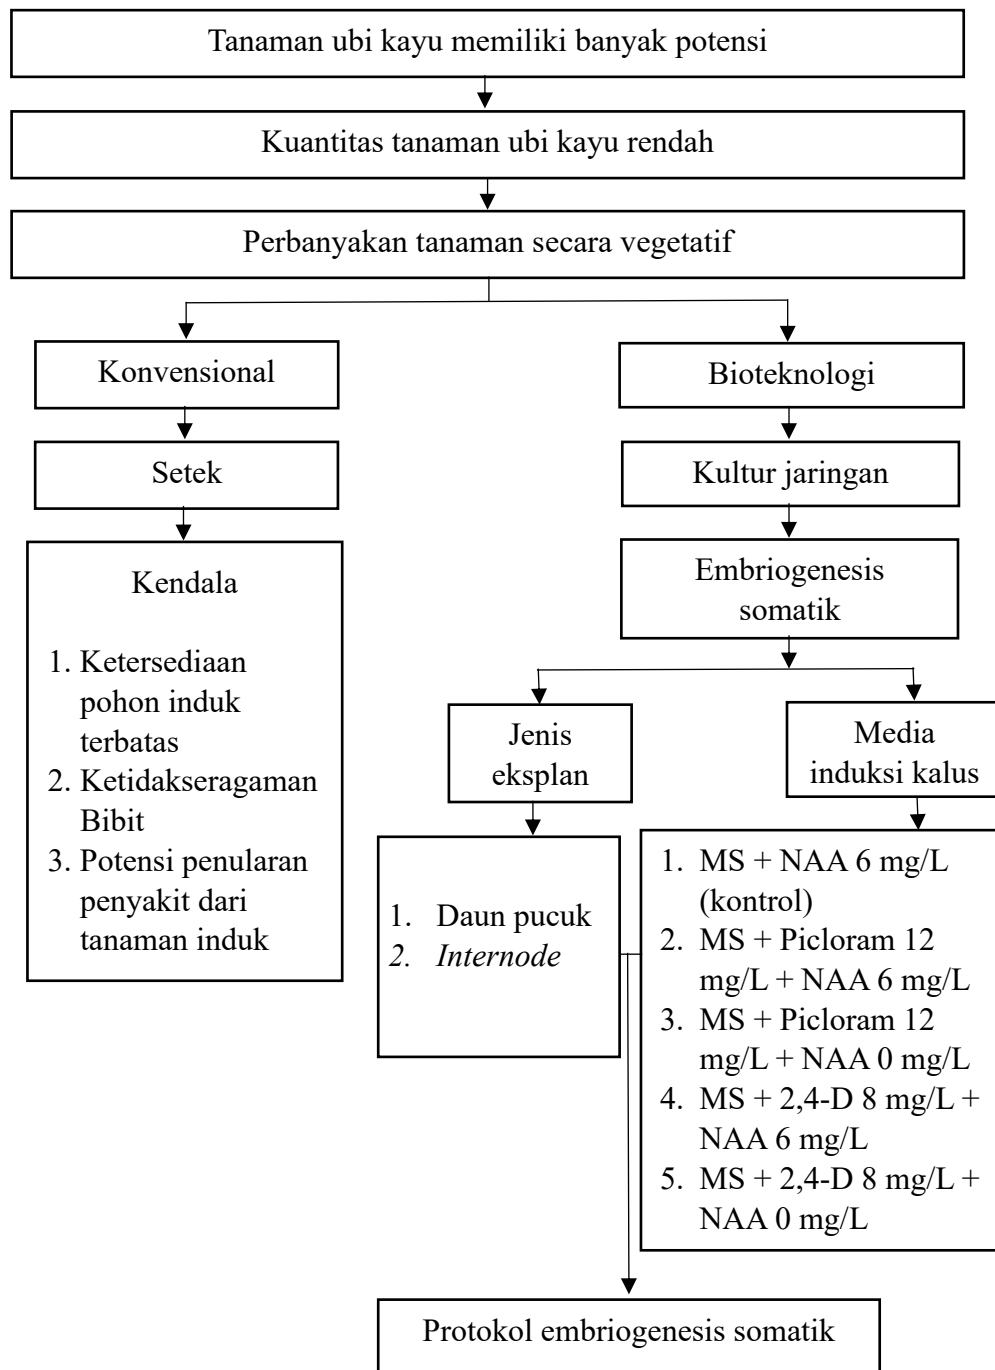 Tanaman ubi kayu memiliki banyak potensi
Kuantitas tanaman ubi kayu rendah
Perbanyakan tanaman secara vegetatif
Konvensional
Setek
Kendala
1. Ketersediaan
pohon induk
terbatas
2. Ketidakseragaman
Bibit
3. Potensi penularan
penyakit dari
tanaman induk
Bioteknologi
Kultur jaringan
Embriogenesis
somatik
Jenis
eksplan
1. Daun pucuk
2. Internode
Media
induksi kalus
1. MS + NAA 6 mg/L
(kontrol)
2. MS + Picloram 12
mg/L + NAA 6 mg/L
3. MS + Picloram 12
mg/L + NAA 0 mg/L
4. MS + 2,4-D 8 mg/L +
NAA 6 mg/L
5. MS + 2,4-D 8 mg/L +
NAA 0 mg/L
Protokol embriogenesis somatik